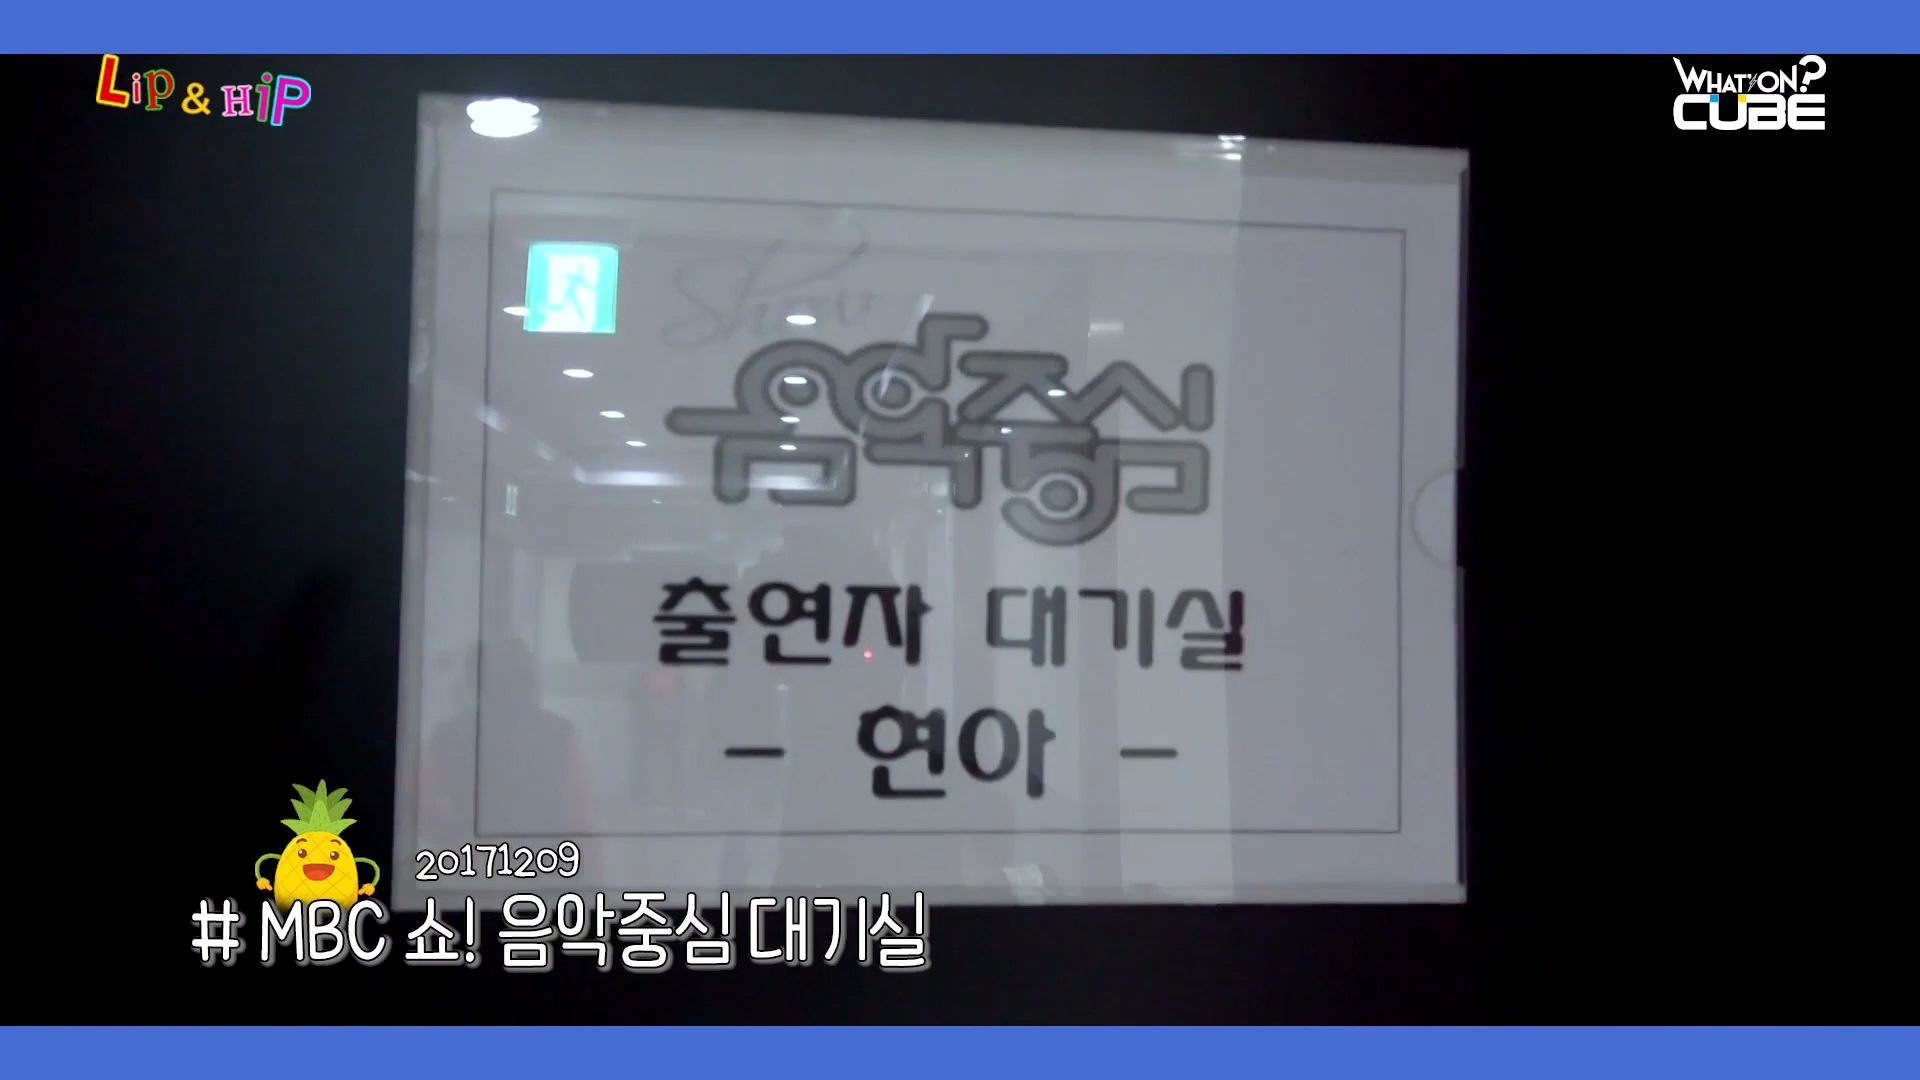 Lip & HiP
WHAT'S ON?
CUBE
Show
음악중심
출연자 대기실
- 현아 -
20171209
# MBC 쇼! 음악중심 대기실